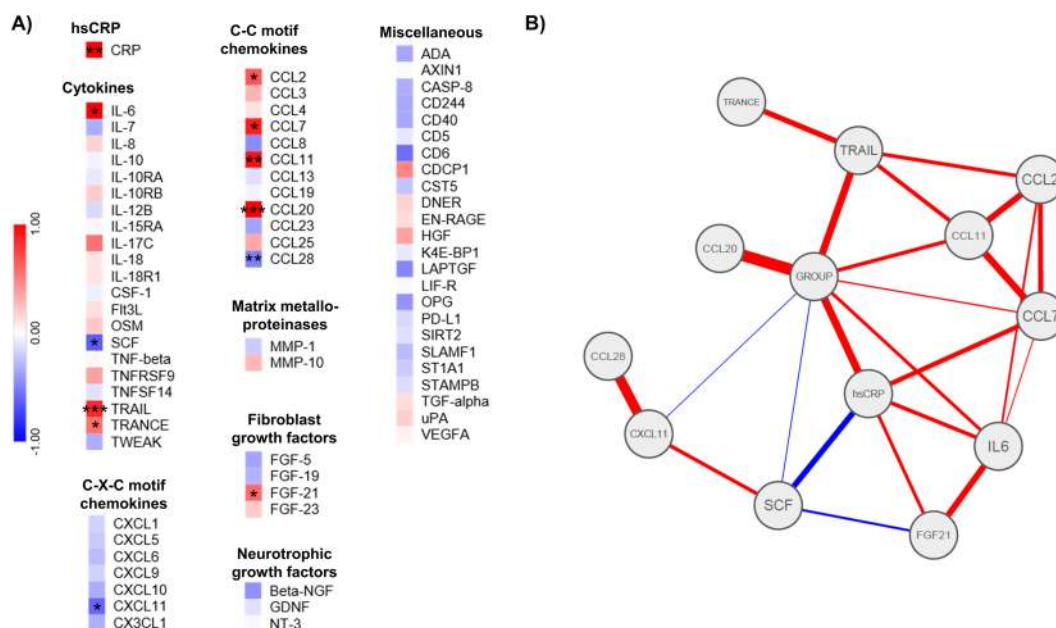 A)
hsCRP
** CRP
Cytokines
* IL-6
IL-7
IL-8
IL-10
IL-10RA
IL-10RB
IL-12B
IL-15RA
IL-17C
IL-18
IL-18R1
CSF-1
Flt3L
OSM
* SCF
TNF-beta
TNFRSF9
TNFSF14
*** TRAIL
* TRANCE
TWEAK
1.00
0.00
-1.00
C-X-C motif
chemokines
CXCL1
CXCL5
CXCL6
CXCL9
CXCL10
* CXCL11
CX3CL1
C-C motif
chemokines
* CCL2
CCL3
CCL4
* CCL7
CCL8
** CCL11
CCL13
CCL19
*** CCL20
CCL23
CCL25
** CCL28
Matrix metallo-
proteinases
MMP-1
MMP-10
Fibroblast
growth factors
FGF-5
FGF-19
* FGF-21
FGF-23
Neurotrophic
growth factors
Beta-NGF
GDNF
NT-3
Miscellaneous
ADA
AXIN1
CASP-8
CD244
CD40
CD5
CD6
CDCP1
CST5
DNER
EN-RAGE
HGF
K4E-BP1
LAPTGF
LIF-R
OPG
PD-L1
SIRT2
SLAMF1
ST1A1
STAMPB
TGF-alpha
uPA
VEGFA
B)
TRANCE
TRAIL
CCL2
CCL11
CCL20
GROUP
CCL7
CCL28
hsCRP
CXCL11
IL6
SCF
FGF21